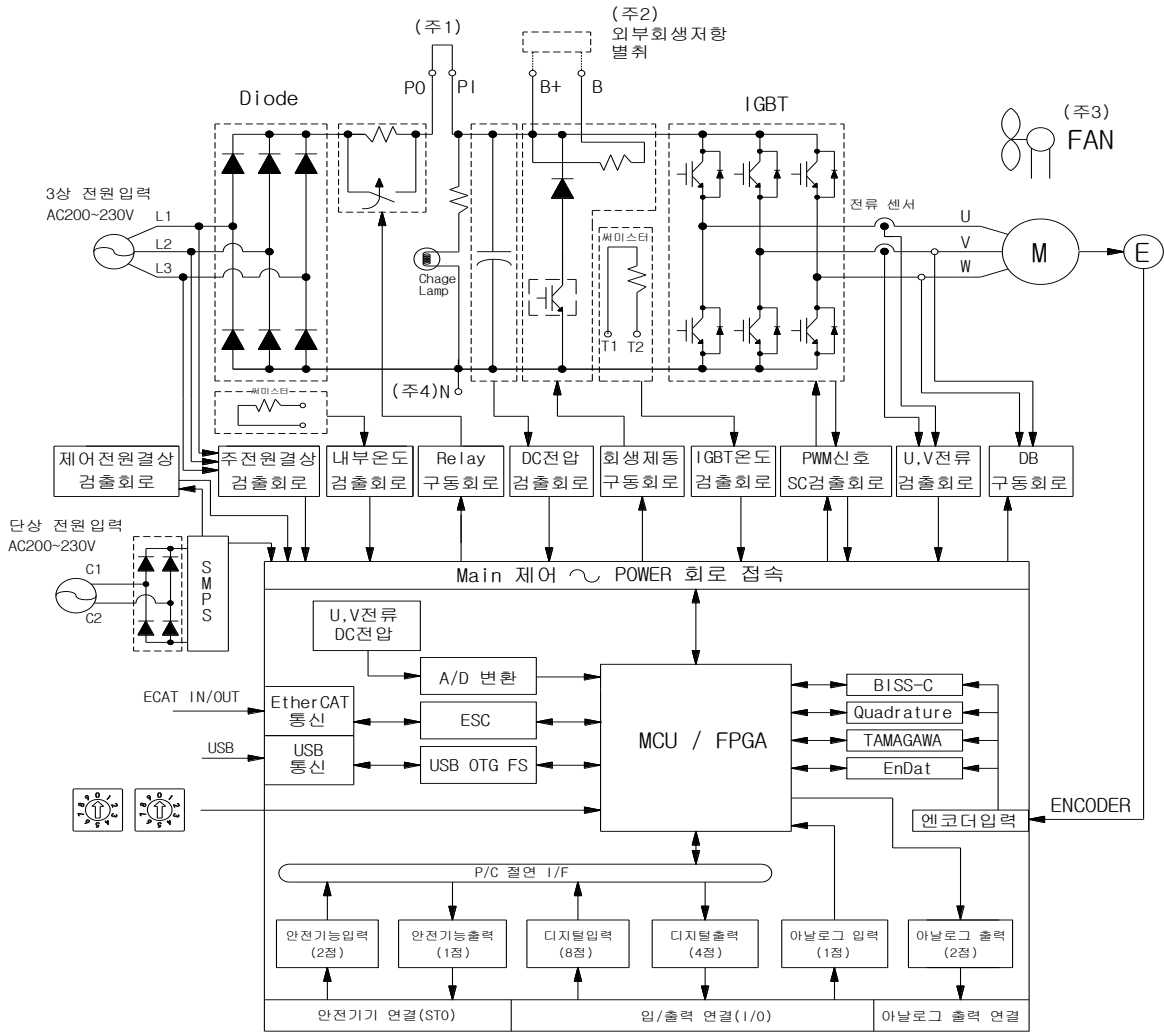 (주1)
(주2)
외부회생저항
별취
PO
PI
B+
B
Diode
IGBT
(주3)
FAN
3상 전원입력
AC200~230V
L1
L2
L3
전류 센서
U
V
W
M
E
Chage
Lamp
써미스터
T1
T2
(주4)N
써미스터
제어전원결상
검출회로
주전원결상
검출회로
내부온도
검출회로
Relay
구동회로
DC전압
검출회로
회생제동
구동회로
IGBT온도
검출회로
PWM신호
SC검출회로
U,V전류
검출회로
DB
구동회로
단상 전원입력
AC200~230V
C1
C2
SMPS
Main 제어 ～ POWER 회로 접속
U,V전류
DC전압
A/D 변환
ECAT IN/OUT
EtherCAT
통신
ESC
USB
USB
통신
USB OTG FS
MCU / FPGA
BISS-C
Quadrature
TAMAGAWA
EnDat
ENCODER
엔코더입력
P/C 절연 I/F
안전기능입력
(2점)
안전기능출력
(1점)
디지털입력
(8점)
디지털출력
(4점)
아날로그 입력
(1점)
아날로그 출력
(2점)
안전기기 연결(STO)
입/출력 연결(I/O)
아날로그 출력 연결